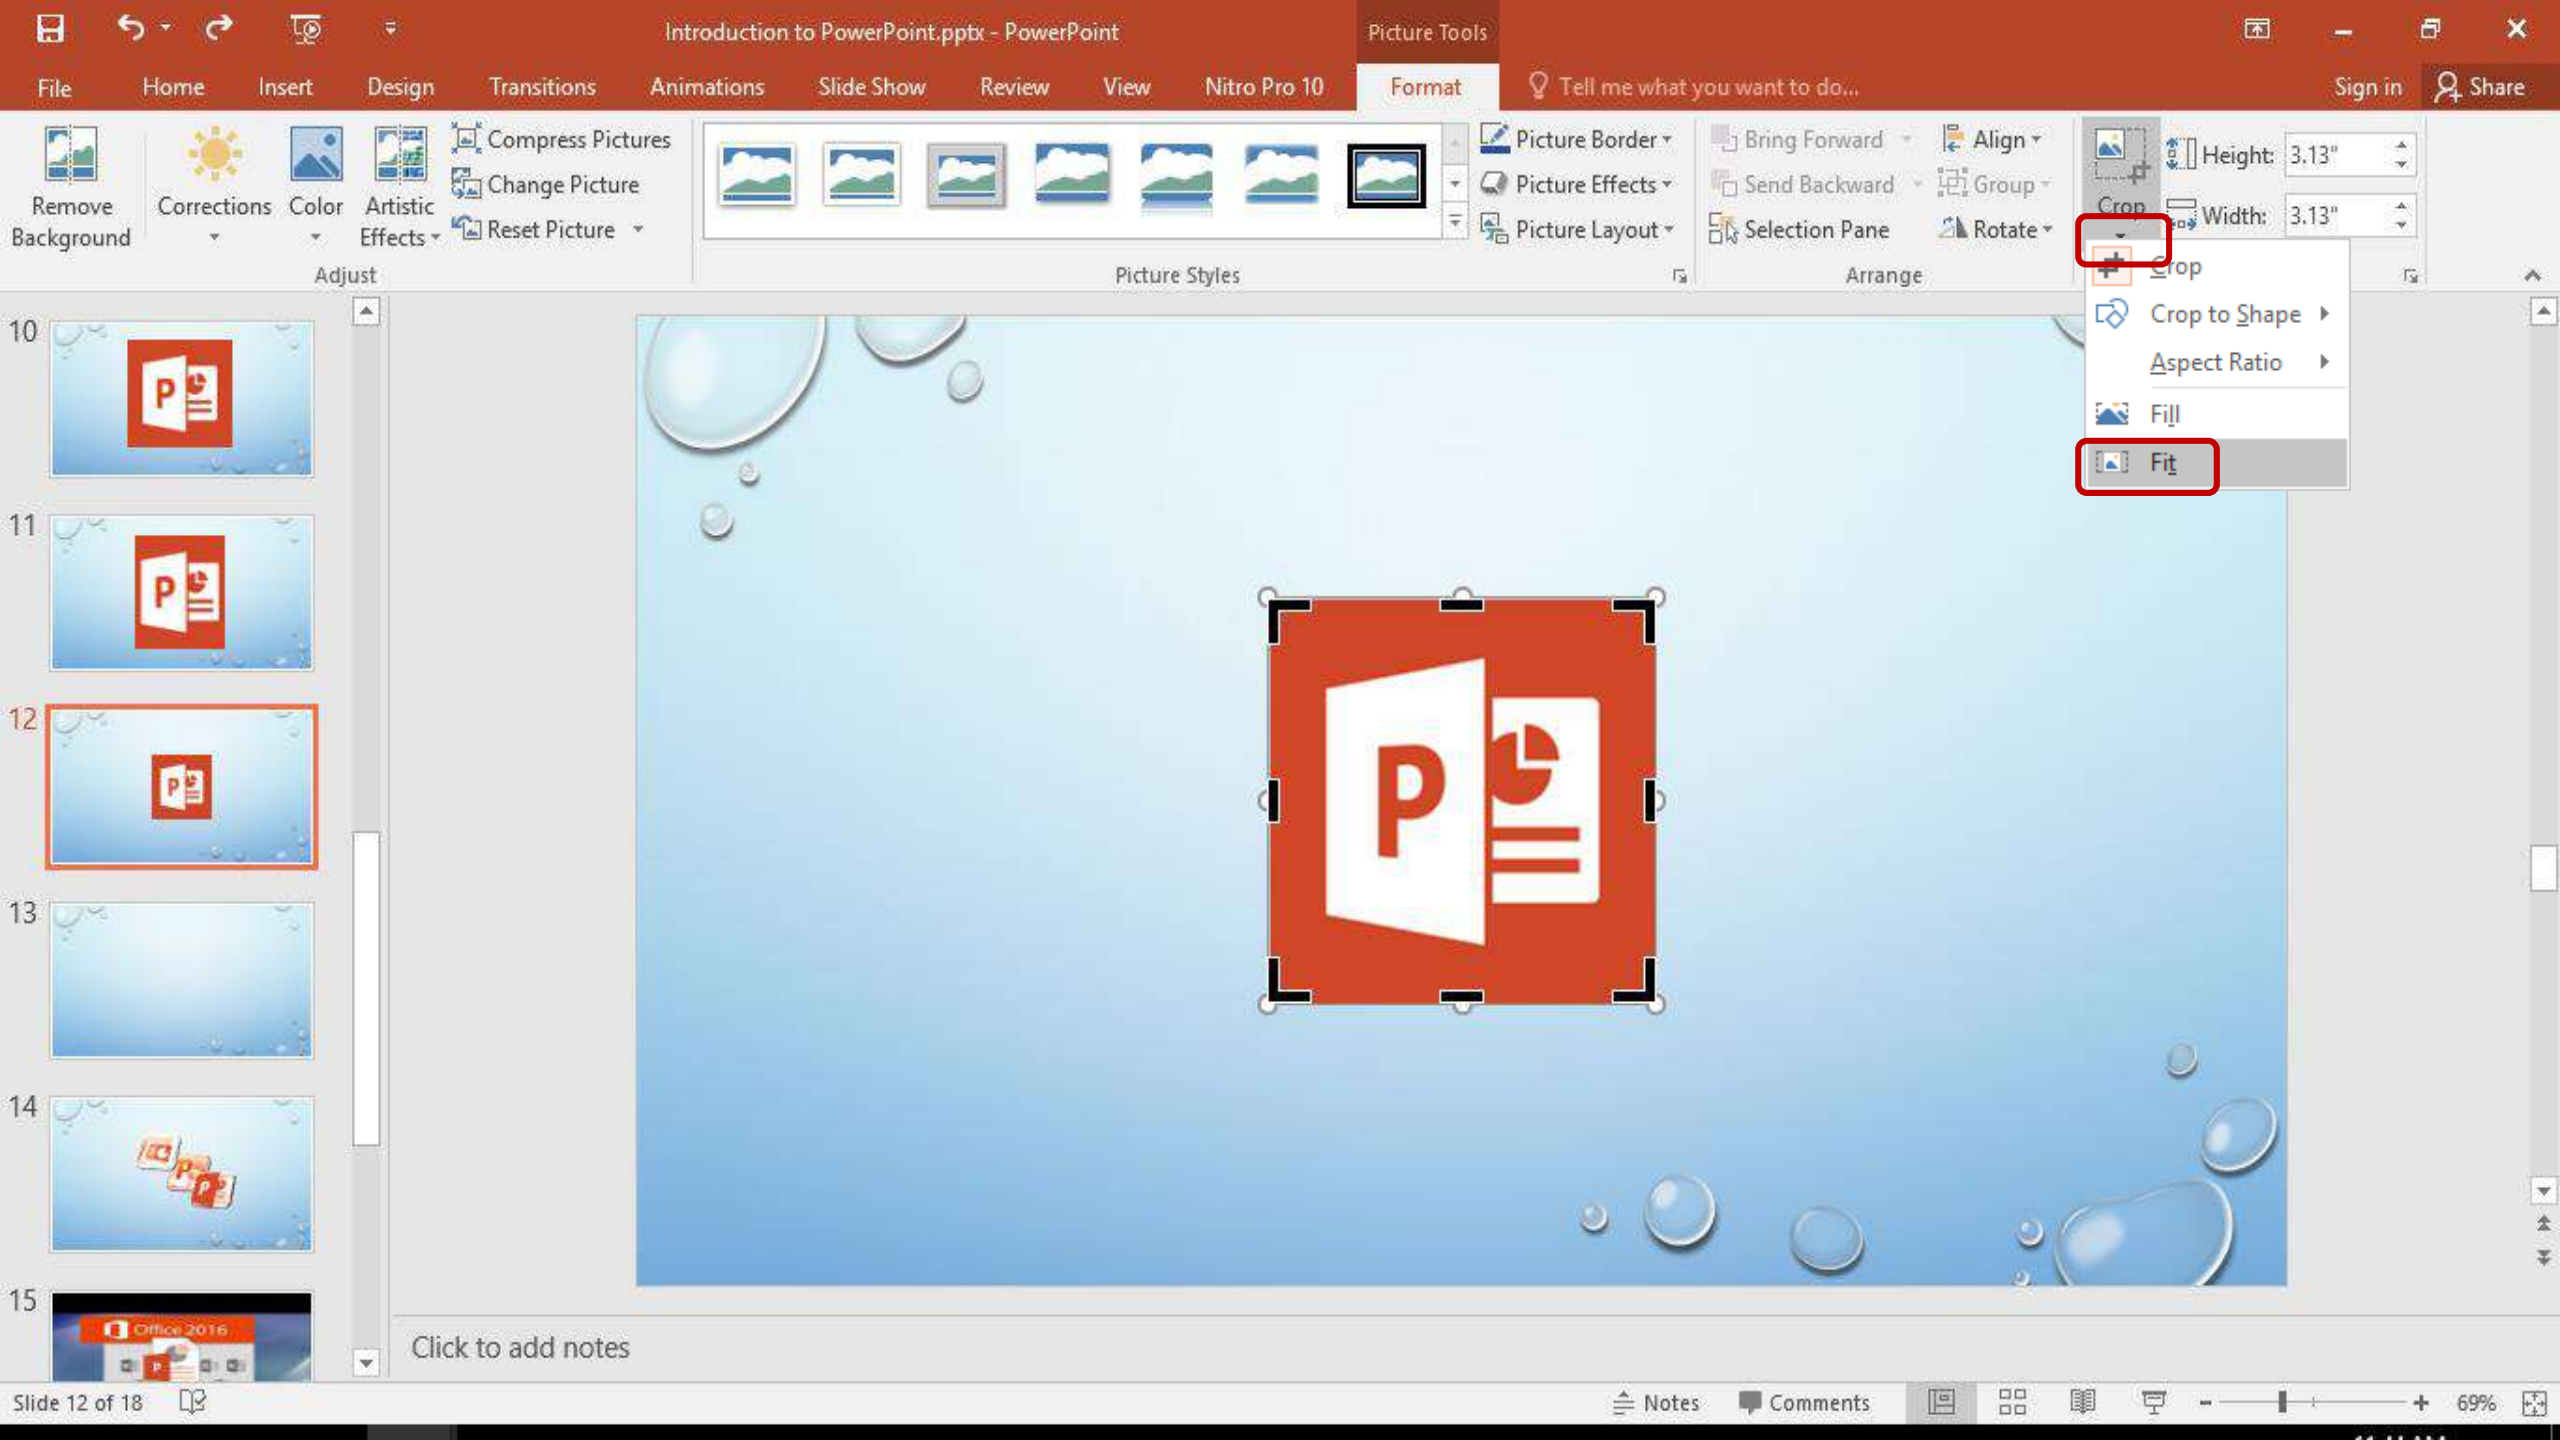 Introduction to PowerPoint.pptx - PowerPoint
Picture Tools
File Home Insert Design Transitions Animations Slide Show Review View Nitro Pro 10 Format Tell me what you want to do... Sign in Share
Remove Background
Corrections
Color
Artistic Effects
Compress Pictures
Change Picture
Reset Picture
Adjust
Picture Styles
Picture Border
Picture Effects
Picture Layout
Bring Forward
Send Backward
Selection Pane
Align
Group
Rotate
Arrange
Crop
Height: 3.13"
Width: 3.13"
Crop
Crop to Shape
Aspect Ratio
Fill
Fit
10
P
11
P
12
P
13
14
P
P
15
Office 2016
P
P
Click to add notes
Slide 12 of 18
Notes
Comments
69%